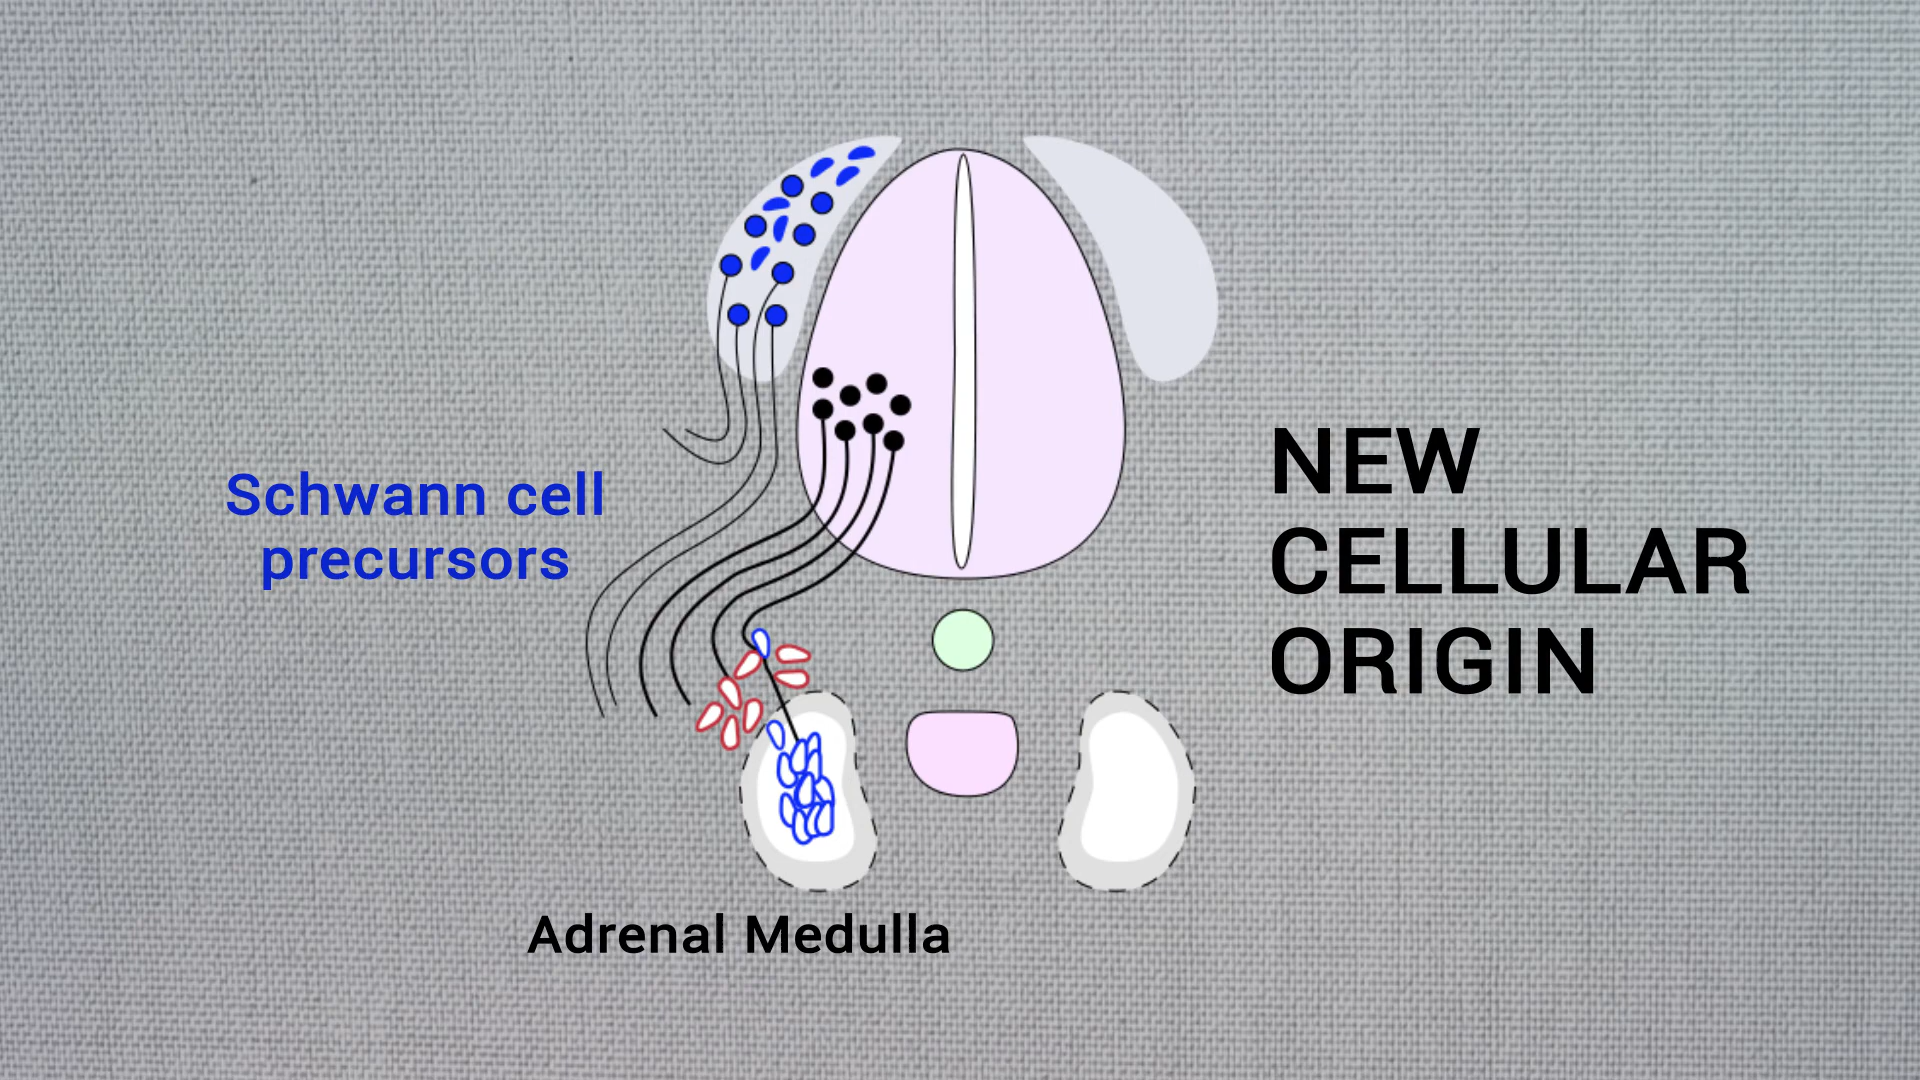 Schwann cell
precursors
NEW
CELLULAR
ORIGIN
Adrenal Medulla